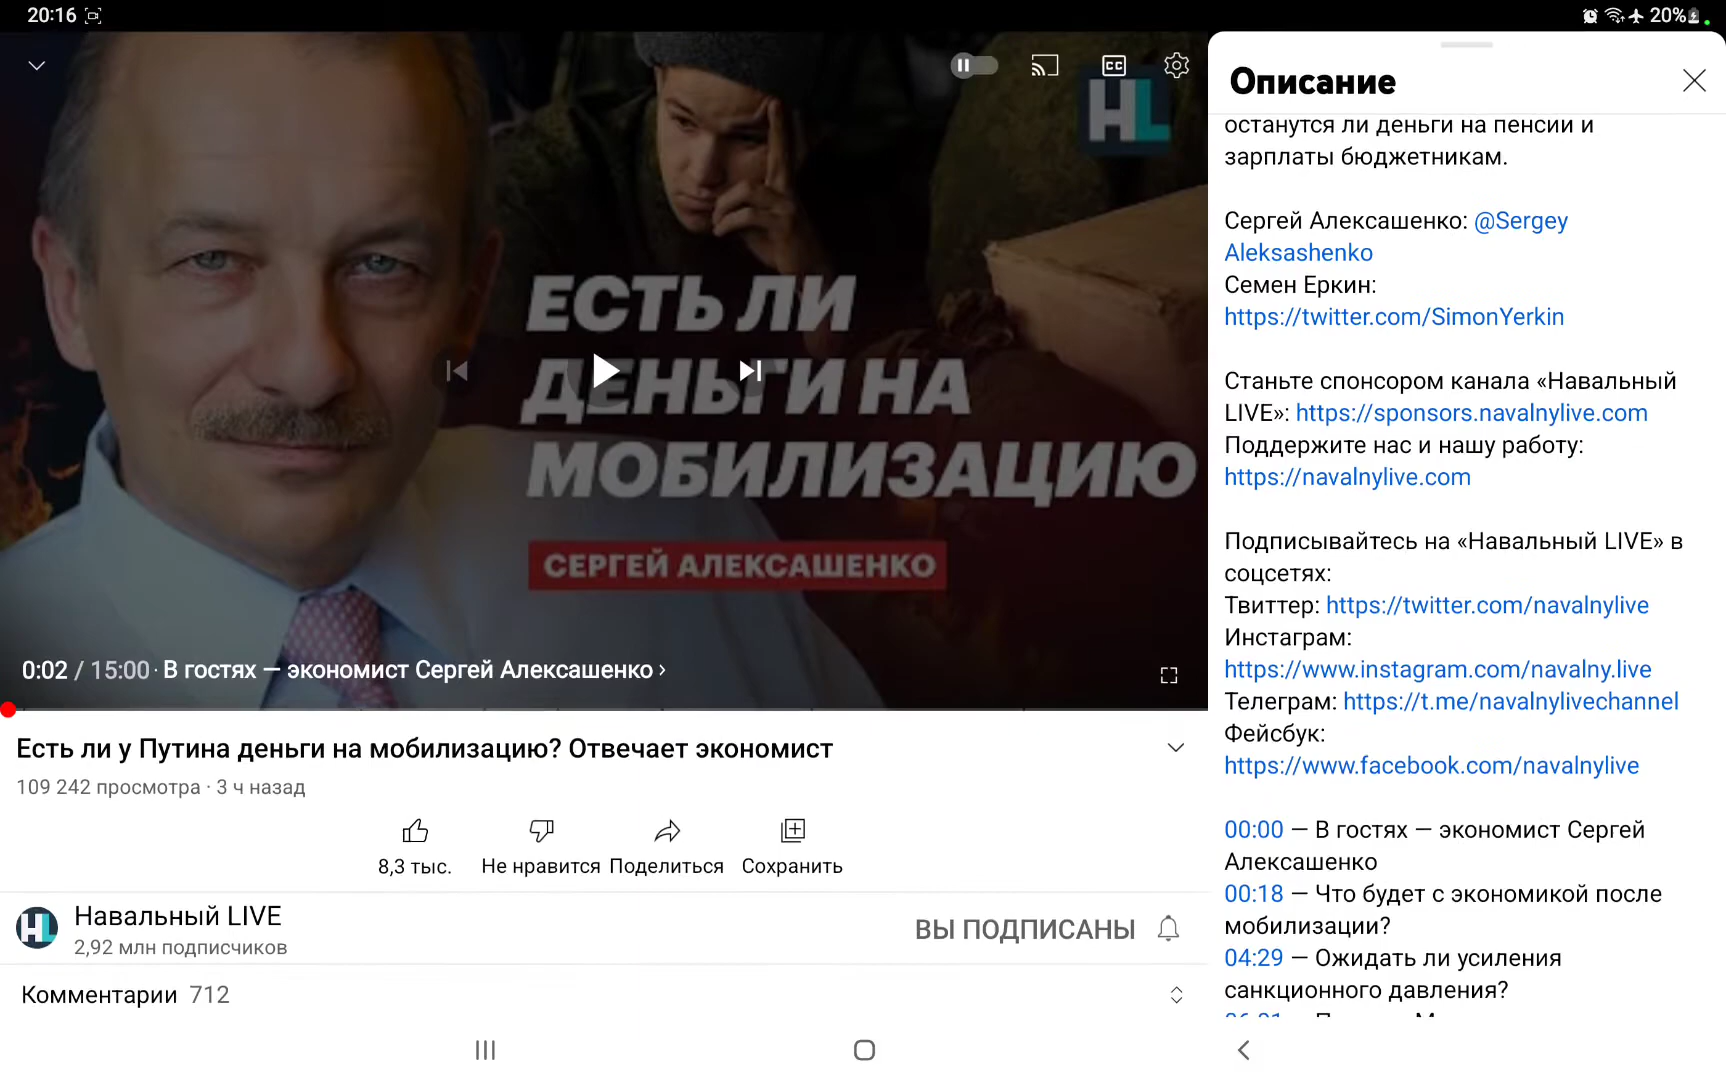 20:16
20%
HL
ЕСТЬ ЛИ
ДЕНЬГИ НА
МОБИЛИЗАЦИЮ
СЕРГЕЙ АЛЕКСАШЕНКО
0:02 / 15:00 · В гостях — экономист Сергей Алексашенко ›
Есть ли у Путина деньги на мобилизацию? Отвечает экономист
109 242 просмотра · 3 ч назад
8,3 тыс.
Не нравится
Поделиться
Сохранить
HL
Навальный LIVE
2,92 млн подписчиков
ВЫ ПОДПИСАНЫ
Комментарии 712
Описание
останутся ли деньги на пенсии и
зарплаты бюджетникам.
Сергей Алексашенко: @Sergey
Aleksashenko
Семен Еркин:
https://twitter.com/SimonYerkin
Станьте спонсором канала «Навальный
LIVE»: https://sponsors.navalnylive.com
Поддержите нас и нашу работу:
https://navalnylive.com
Подписывайтесь на «Навальный LIVE» в
соцсетях:
Твиттер: https://twitter.com/navalnylive
Инстаграм:
https://www.instagram.com/navalny.live
Телеграм: https://t.me/navalnylivechannel
Фейсбук:
https://www.facebook.com/navalnylive
00:00 — В гостях — экономист Сергей
Алексашенко
00:18 — Что будет с экономикой после
мобилизации?
04:29 — Ожидать ли усиления
санкционного давления?